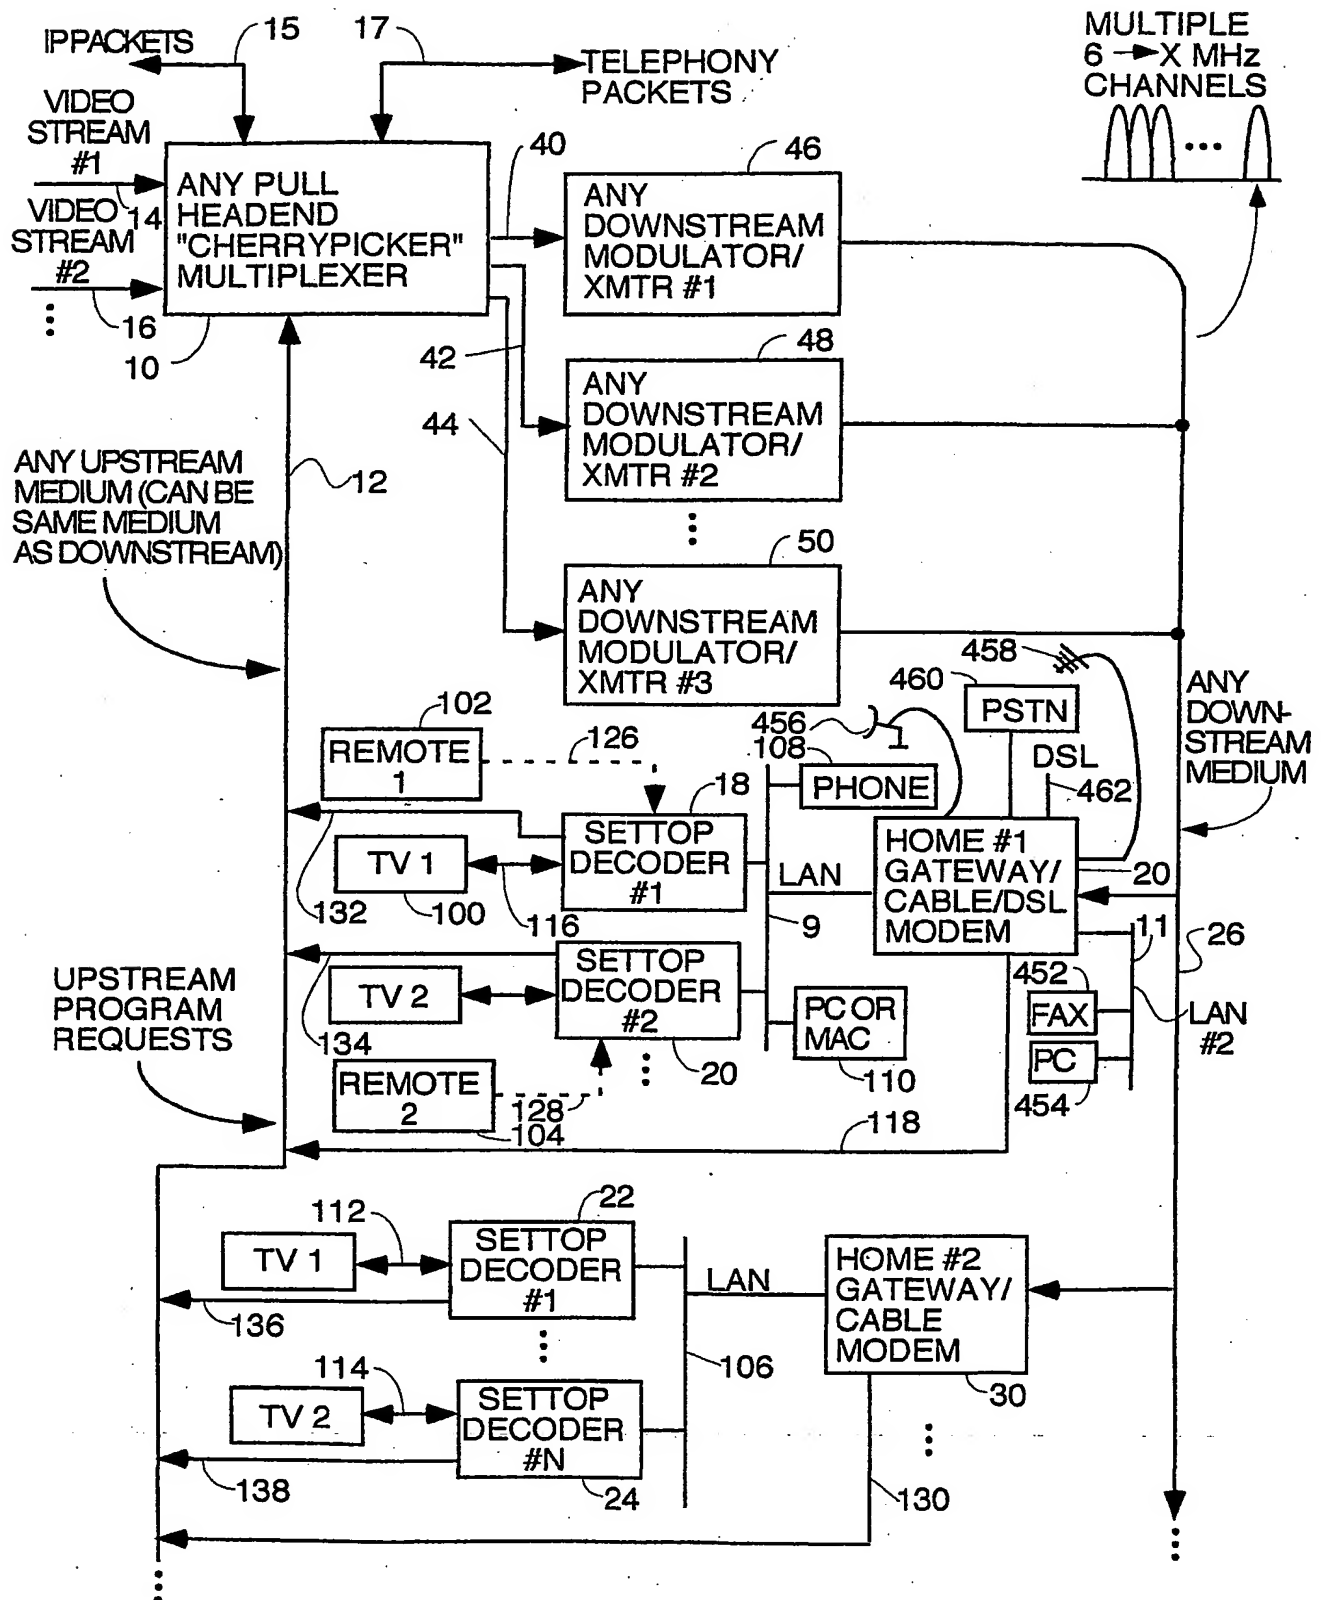 IP PACKETS
15
17
TELEPHONY
PACKETS
MULTIPLE
6 → X MHz
CHANNELS
...
VIDEO
STREAM
#1
14
VIDEO
STREAM
#2
16
10
ANY PULL
HEADEND
"CHERRYPICKER"
MULTIPLEXER
40
42
44
46
ANY
DOWNSTREAM
MODULATOR/
XMTR #1
48
ANY
DOWNSTREAM
MODULATOR/
XMTR #2
50
ANY
DOWNSTREAM
MODULATOR/
XMTR #3
ANY UPSTREAM
MEDIUM (CAN BE
SAME MEDIUM
AS DOWNSTREAM)
12
102
REMOTE
1
126
18
SETTOP
DECODER
#1
TV 1
132
100
116
456
108
PHONE
460
PSTN
458
DSL
462
ANY
DOWN-
STREAM
MEDIUM
HOME #1
GATEWAY/
CABLE/DSL
MODEM
20
LAN
9
11
26
SETTOP
DECODER
#2
TV 2
134
20
REMOTE
2
128
104
PC OR
MAC
110
452
FAX
PC
454
LAN
#2
118
UPSTREAM
PROGRAM
REQUESTS
112
22
TV 1
SETTOP
DECODER
#1
136
LAN
106
HOME #2
GATEWAY/
CABLE
MODEM
30
114
TV 2
SETTOP
DECODER
#N
138
24
130